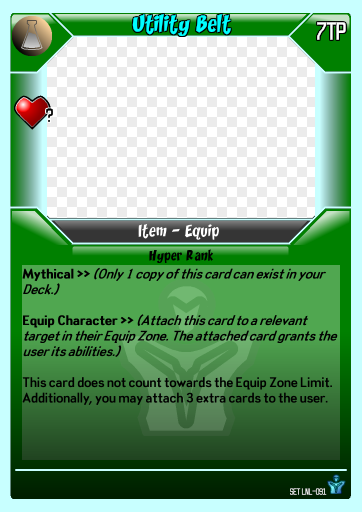 Utility Belt
7TP
?
Item - Equip
Hyper Rank
Mythical >> (Only 1 copy of this card can exist in your
Deck.)
Equip Character >> (Attach this card to a relevant
target in their Equip Zone. The attached card grants the
user its abilities.)
This card does not count towards the Equip Zone Limit.
Additionally, you may attach 3 extra cards to the user.
SET LNL-091